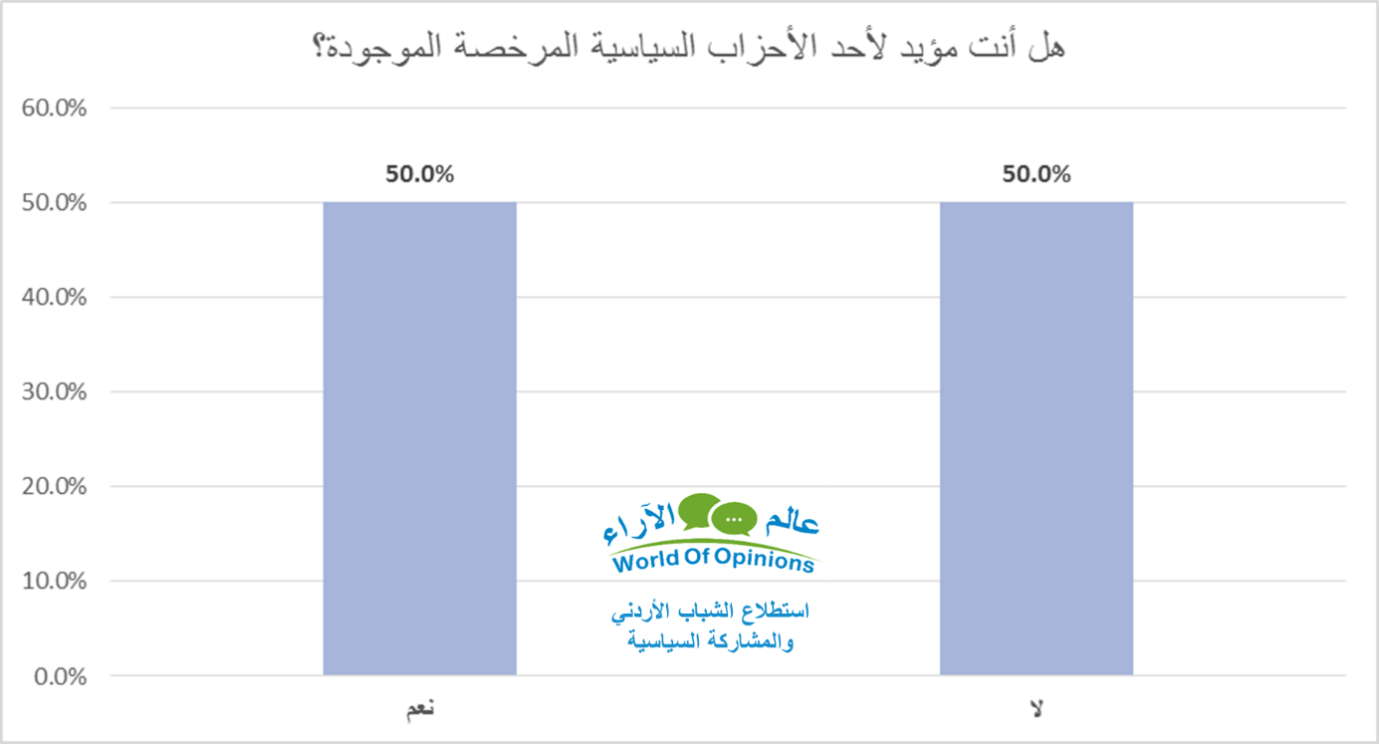 هل أنت مؤيد لأحد الأحزاب السياسية المرخصة الموجودة؟
60.0%
50.0%
40.0%
30.0%
20.0%
10.0%
0.0%
50.0%
50.0%
نعم
لا
عالم الآراء
World Of Opinions
استطلاع الشباب الأردني
والمشاركة السياسية